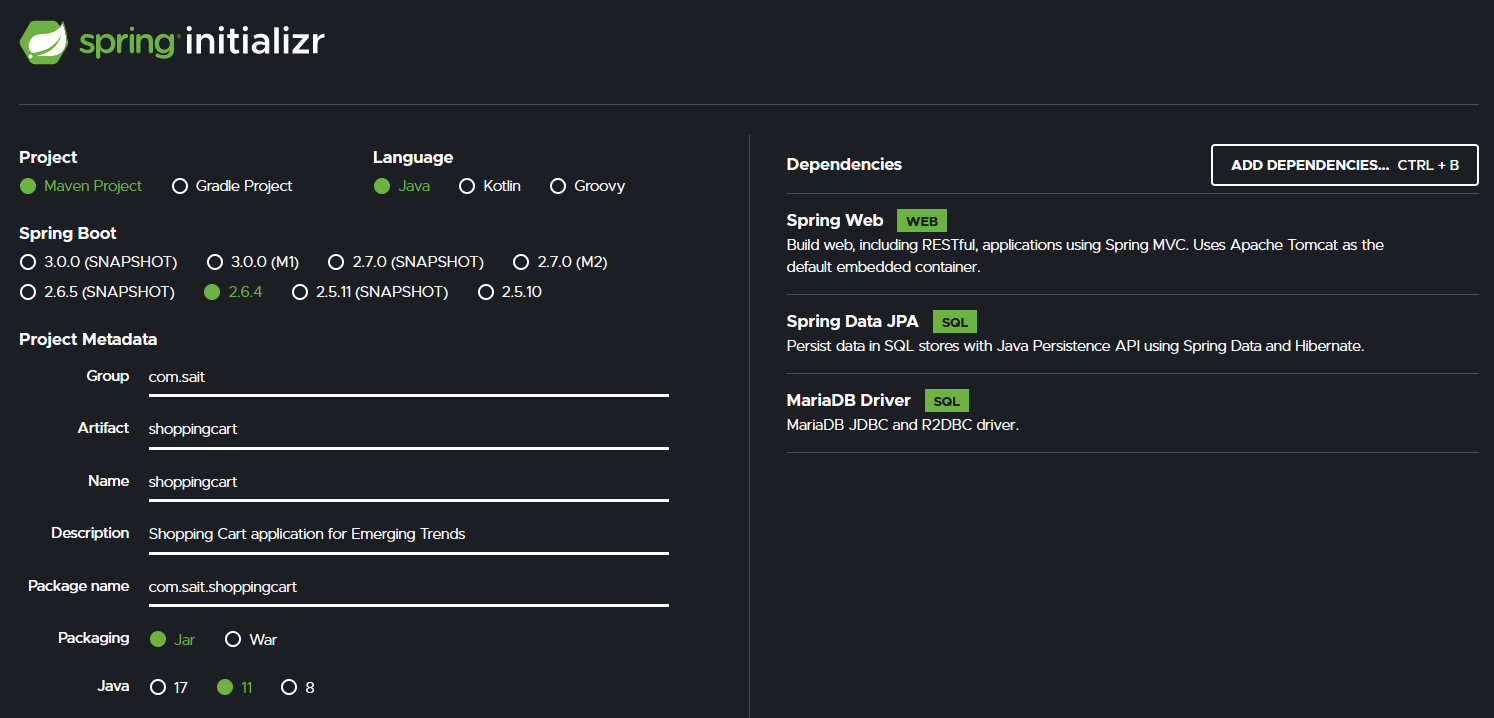 spring initializr
Project
Maven Project Gradle Project
Language
Java Kotlin Groovy
Spring Boot
3.0.0 (SNAPSHOT) 3.0.0 (M1) 2.7.0 (SNAPSHOT) 2.7.0 (M2)
2.6.5 (SNAPSHOT) 2.6.4 2.5.11 (SNAPSHOT) 2.5.10
Project Metadata
Group com.sait
Artifact shoppingcart
Name shoppingcart
Description Shopping Cart application for Emerging Trends
Package name com.sait.shoppingcart
Packaging Jar War
Java 17 11 8
Dependencies
ADD DEPENDENCIES... CTRL + B
Spring Web WEB
Build web, including RESTful, applications using Spring MVC. Uses Apache Tomcat as the
default embedded container.
Spring Data JPA SQL
Persist data in SQL stores with Java Persistence API using Spring Data and Hibernate.
MariaDB Driver SQL
MariaDB JDBC and R2DBC driver.